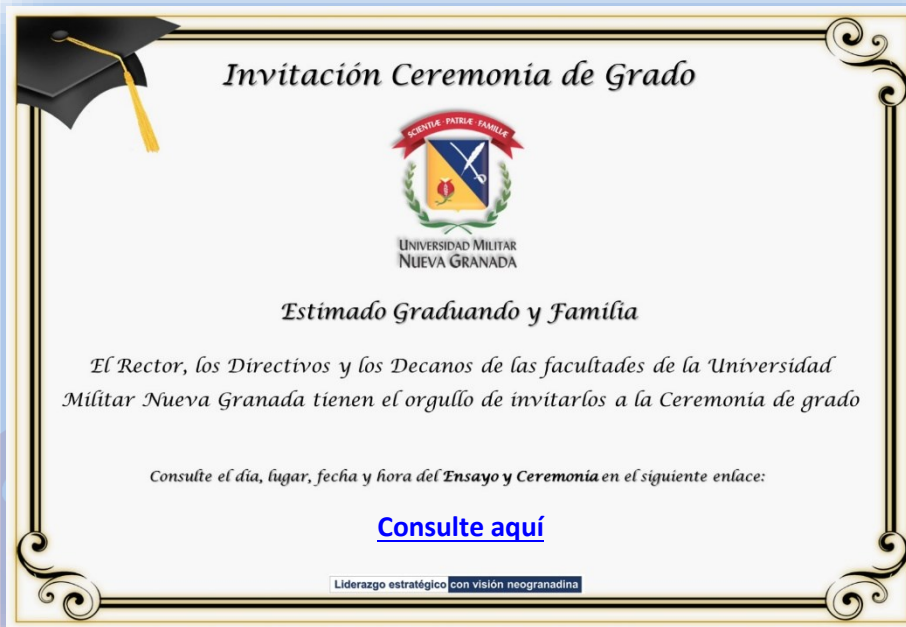 Invitación Ceremonia de Grado
SCIENTIÆ · PATRIÆ · FAMILIÆ
UNIVERSIDAD MILITAR
NUEVA GRANADA
Estimado Graduando y Familia
El Rector, los Directivos y los Decanos de las facultades de la Universidad
Militar Nueva Granada tienen el orgullo de invitarlos a la Ceremonia de grado
Consulte el día, lugar, fecha y hora del Ensayo y Ceremonia en el siguiente enlace:
Consulte aquí
Liderazgo estratégico con visión neogranadina